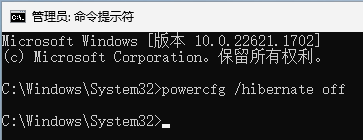 管理员: 命令提示符
Microsoft Windows [版本 10.0.22621.1702]
(c) Microsoft Corporation。保留所有权利。
C:\Windows\System32>powercfg /hibernate off
C:\Windows\System32>